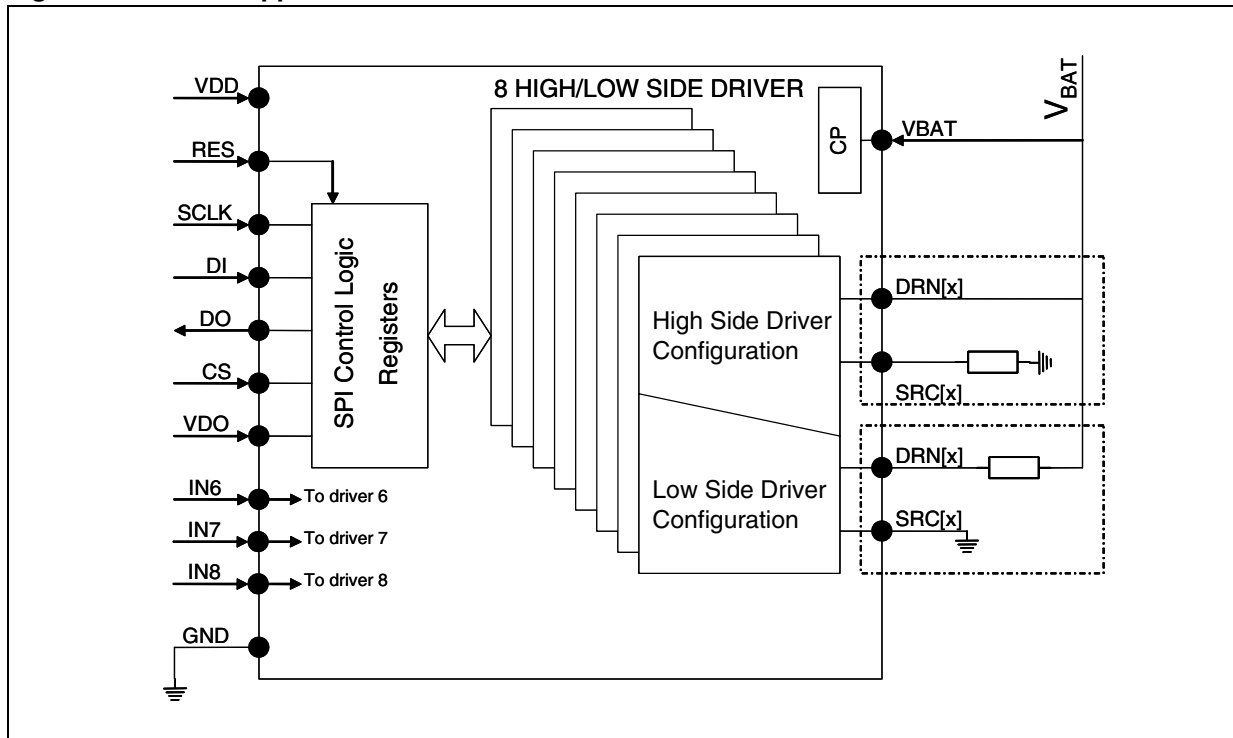 8 HIGH/LOW SIDE DRIVER
VDD
RES
SCLK
DI
DO
CS
VDO
IN6
To driver 6
IN7
To driver 7
IN8
To driver 8
GND
SPI Control Logic
Registers
CP
VBAT
VBAT
High Side Driver
Configuration
Low Side Driver
Configuration
DRN[x]
SRC[x]
DRN[x]
SRC[x]